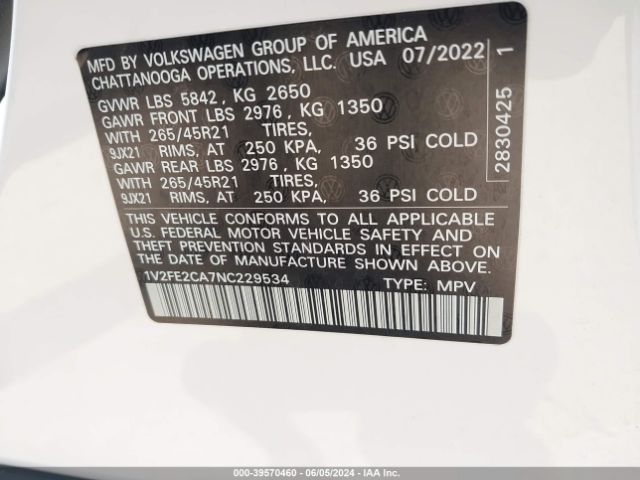 MFD BY VOLKSWAGEN GROUP OF AMERICA
CHATTANOOGA OPERATIONS, LLC. USA 07/2022
GVWR LBS 5842, KG 2650
GAWR FRONT LBS 2976, KG 1350
WITH 265/45R21 TIRES,
9JX21 RIMS, AT 250 KPA, 36 PSI COLD
GAWR REAR LBS 2976, KG 1350
WITH 265/45R21 TIRES,
9JX21 RIMS, AT 250 KPA, 36 PSI COLD
THIS VEHICLE CONFORMS TO ALL APPLICABLE
U.S. FEDERAL MOTOR VEHICLE SAFETY AND
THEFT PREVENTION STANDARDS IN EFFECT ON
THE DATE OF MANUFACTURE SHOWN ABOVE.
1V2FE2CA7NC229534 TYPE: MPV
2830425 1
000-39570460 - 06/05/2024 - IAA Inc.